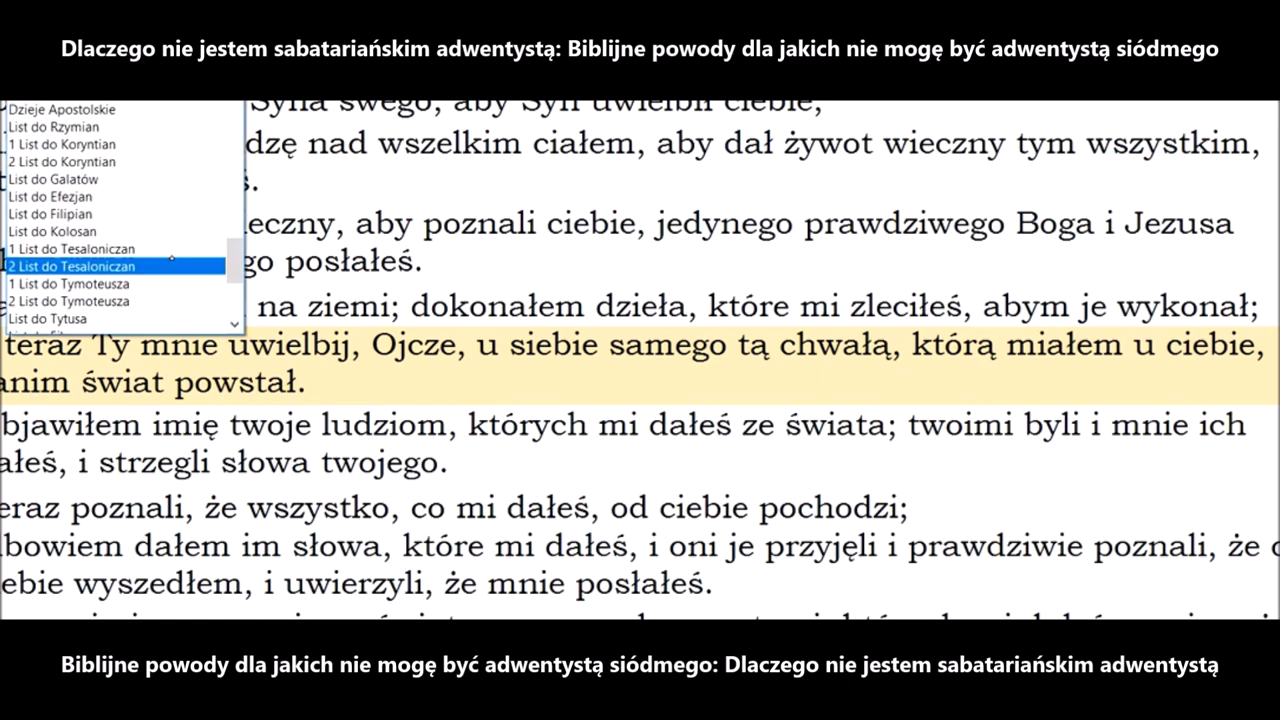 Dlaczego nie jestem sabatariańskim adwentystą: Biblijne powody dla jakich nie mogę być adwentystą siódmego
Syna swego, aby Syn uwielbił ciebie,
Dzieje Apostolskie
List do Rzymian
1 List do Koryntian
2 List do Koryntian
List do Galatów
List do Efezjan
List do Filipian
List do Kolosan
1 List do Tesaloniczan
2 List do Tesaloniczan
1 List do Tymoteusza
2 List do Tymoteusza
List do Tytusa
dzę nad wszelkim ciałem, aby dał żywot wieczny tym wszystkim,
ś.
eczny, aby poznali ciebie, jedynego prawdziwego Boga i Jezusa
go posłałeś.
na ziemi; dokonałem dzieła, które mi zleciłeś, abym je wykonał;
teraz Ty mnie uwielbij, Ojcze, u siebie samego tą chwałą, którą miałem u ciebie,
anim świat powstał.
bjawiłem imię twoje ludziom, których mi dałeś ze świata; twoimi byli i mnie ich
ałeś, i strzegli słowa twojego.
eraz poznali, że wszystko, co mi dałeś, od ciebie pochodzi;
bowiem dałem im słowa, które mi dałeś, i oni je przyjęli i prawdziwie poznali, że
ebie wyszedłem, i uwierzyli, że mnie posłałeś.
Biblijne powody dla jakich nie mogę być adwentystą siódmego: Dlaczego nie jestem sabatariańskim adwentystą